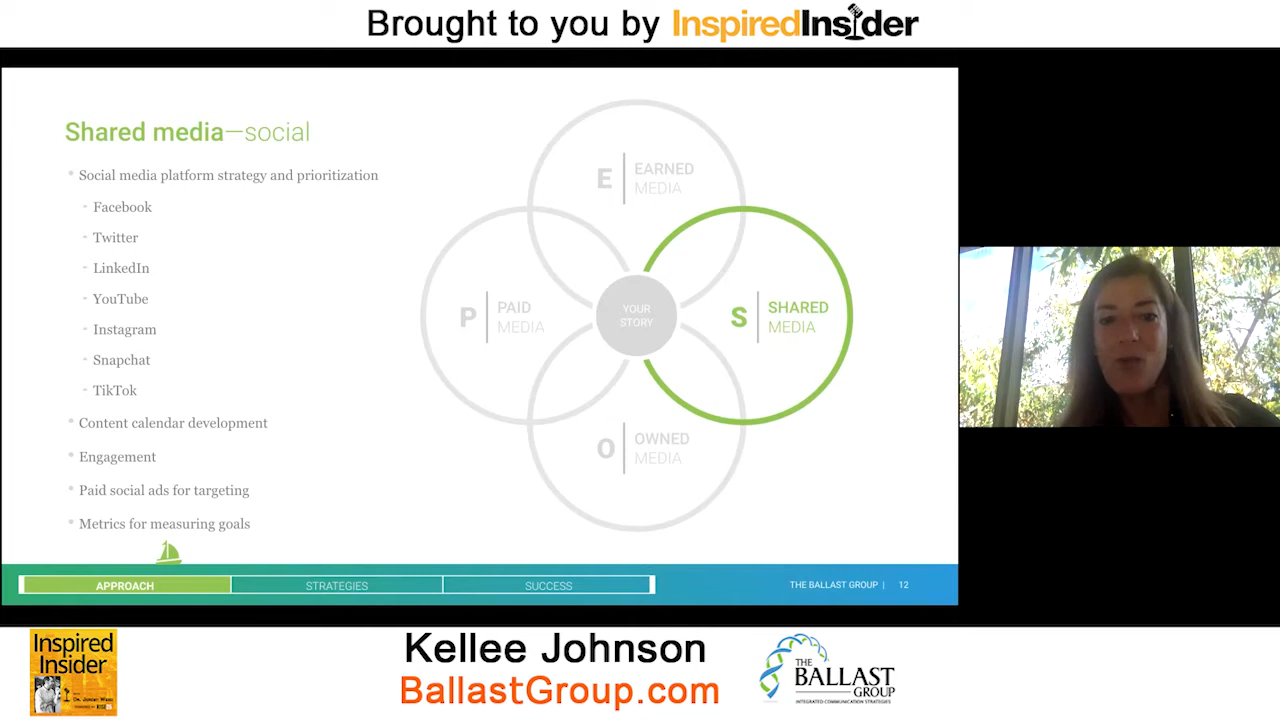 Brought to you by InspiredInsider
Shared media—social
Social media platform strategy and prioritization
Facebook
Twitter
LinkedIn
YouTube
Instagram
Snapchat
TikTok
Content calendar development
Engagement
Paid social ads for targeting
Metrics for measuring goals
E
EARNED
MEDIA
P
PAID
MEDIA
YOUR
STORY
S
SHARED
MEDIA
O
OWNED
MEDIA
APPROACH
STRATEGIES
SUCCESS
THE BALLAST GROUP | 12
Inspired
Insider
Kellee Johnson
BallastGroup.com
THE
BALLAST
GROUP
INTEGRATED COMMUNICATION STRATEGIES